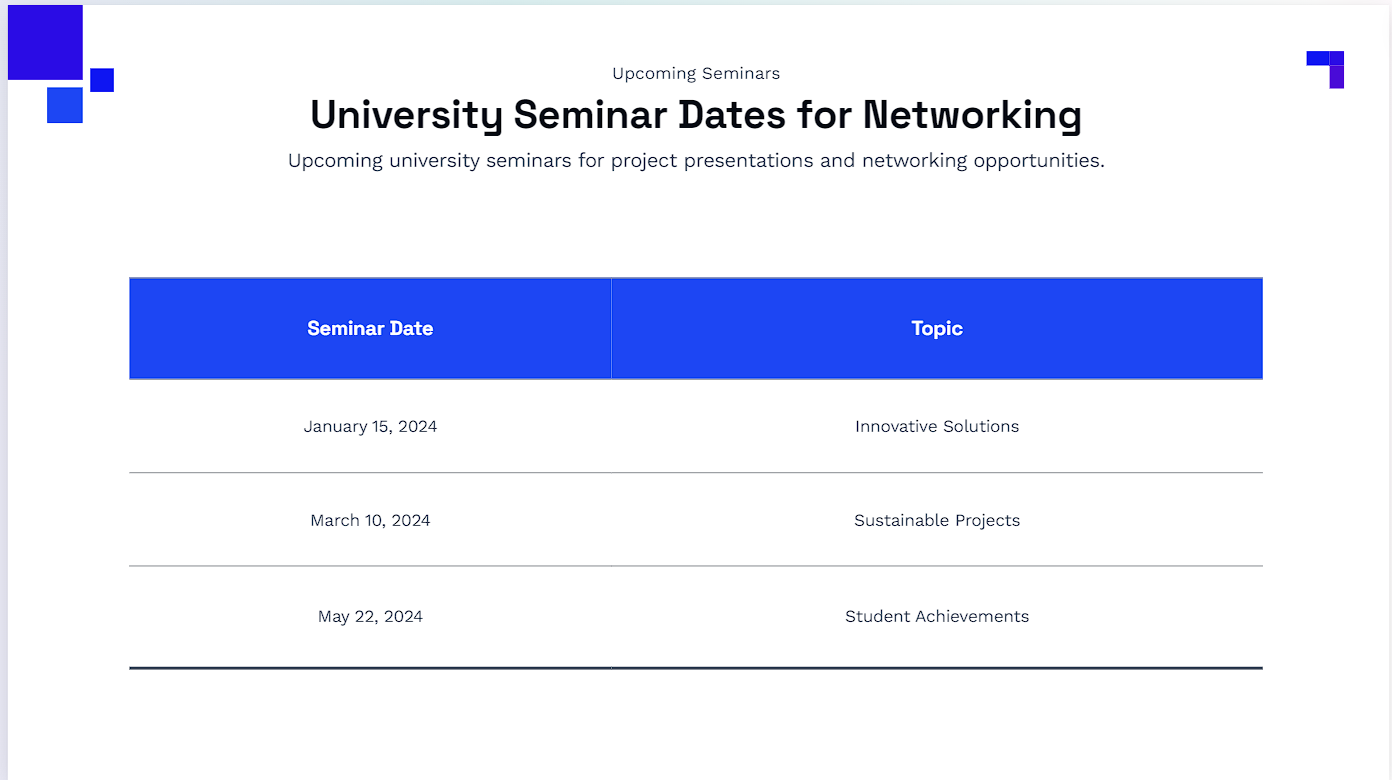 Upcoming Seminars
University Seminar Dates for Networking
Upcoming university seminars for project presentations and networking opportunities.
Seminar Date Topic
January 15, 2024 Innovative Solutions
March 10, 2024 Sustainable Projects
May 22, 2024 Student Achievements